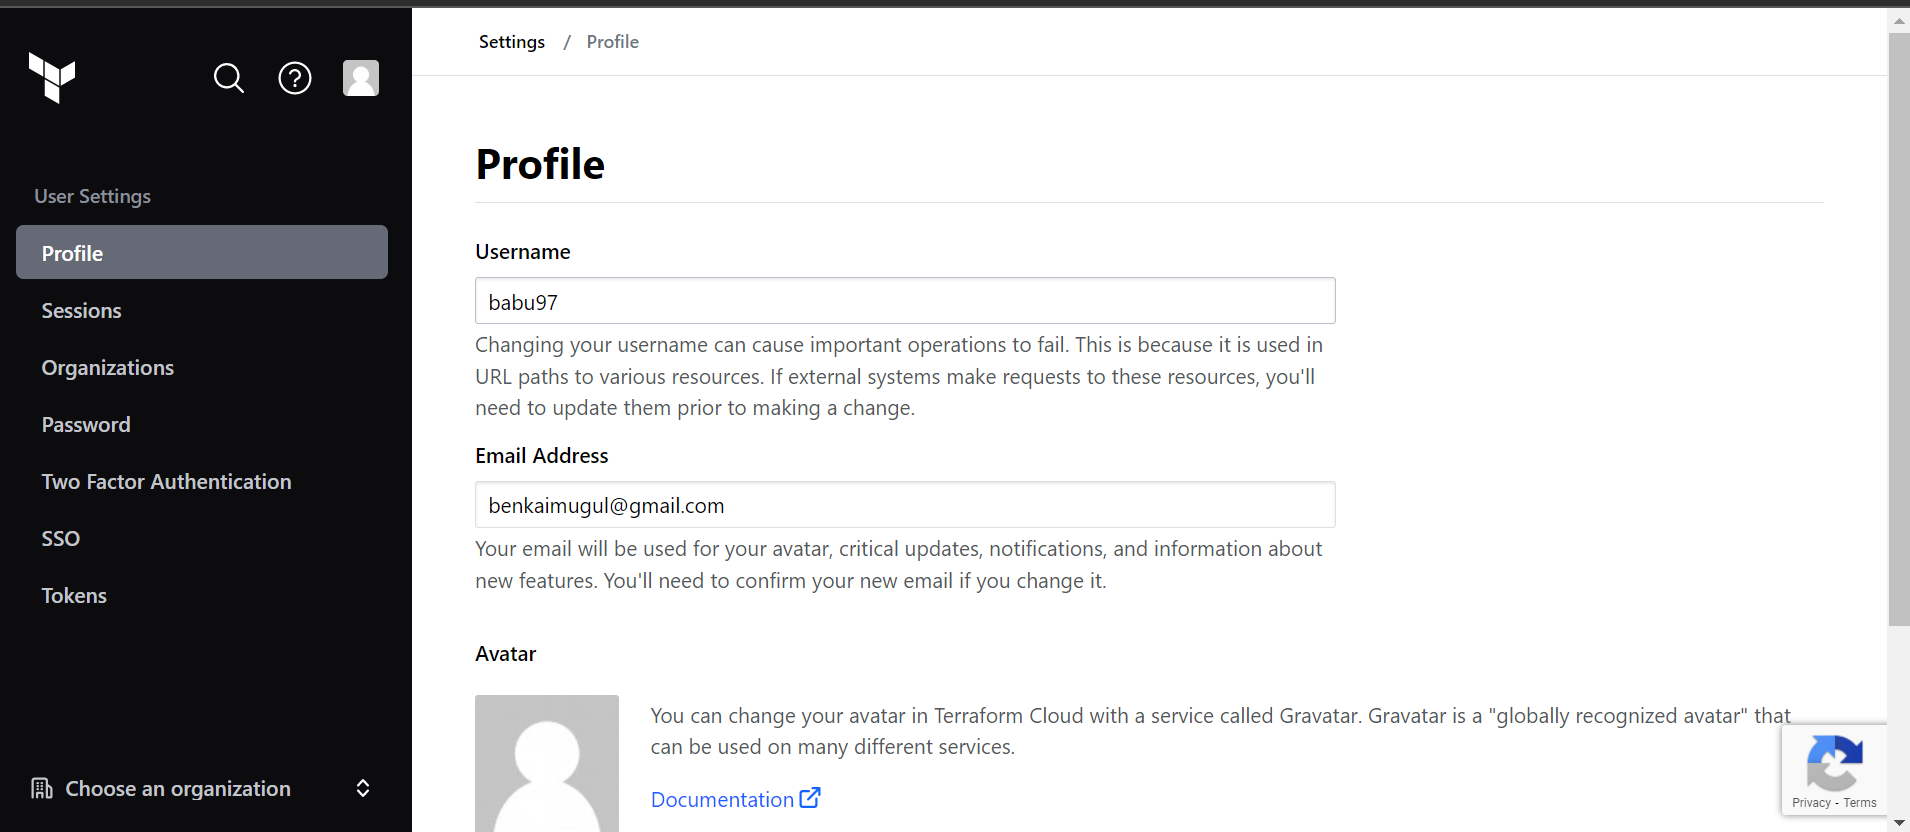 Settings / Profile
User Settings
Profile
Sessions
Organizations
Password
Two Factor Authentication
SSO
Tokens
Choose an organization
Profile
Username
babu97
Changing your username can cause important operations to fail. This is because it is used in
URL paths to various resources. If external systems make requests to these resources, you'll
need to update them prior to making a change.
Email Address
benkaimugul@gmail.com
Your email will be used for your avatar, critical updates, notifications, and information about
new features. You'll need to confirm your new email if you change it.
Avatar
You can change your avatar in Terraform Cloud with a service called Gravatar. Gravatar is a "globally recognized avatar" that
can be used on many different services.
Documentation
Privacy - Terms